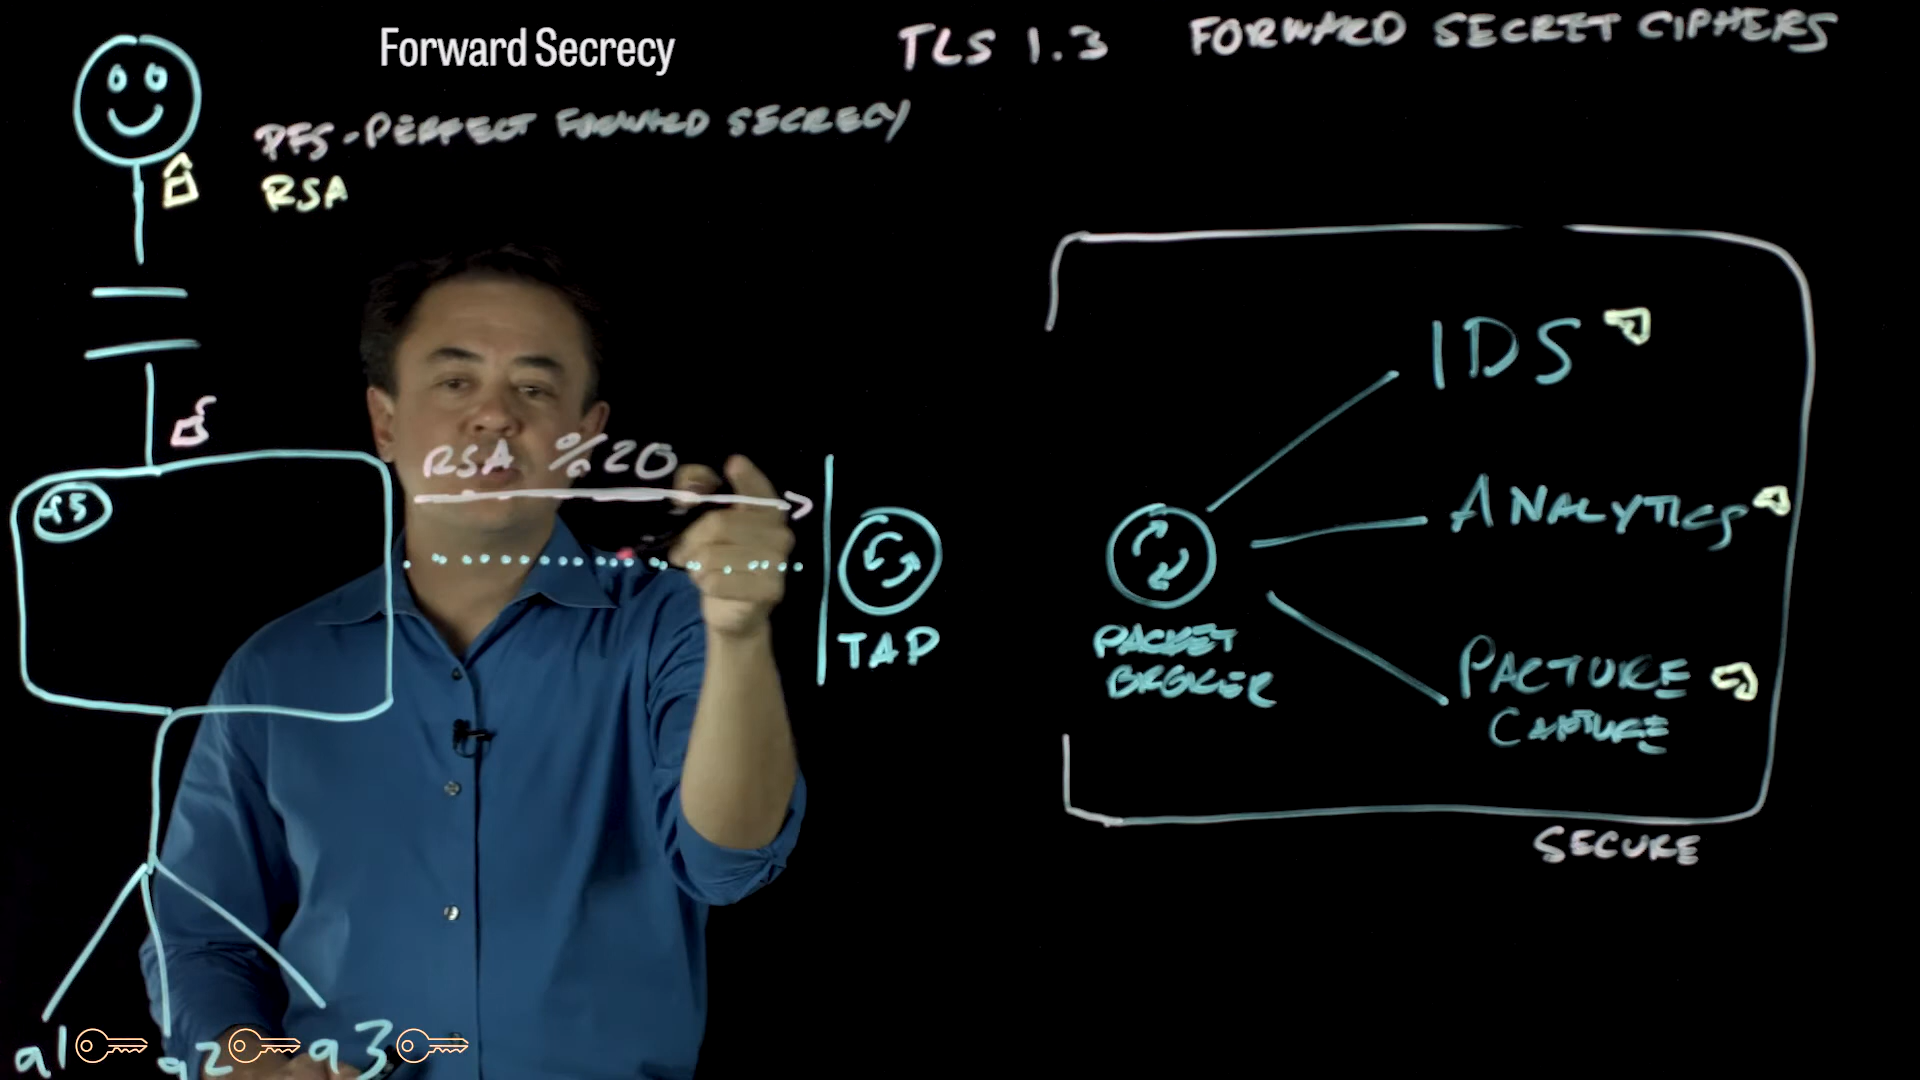 Forward Secrecy
TLS 1.3 FORWARD SECRET CIPHERS
PFS - PERFECT FORWARD SECRECY
RSA
IDS
RSA %20
f5
ANALYTICS
TAP
PACKET
BROKER
PACTURE
CAPTURE
SECURE
a1 a2 a3